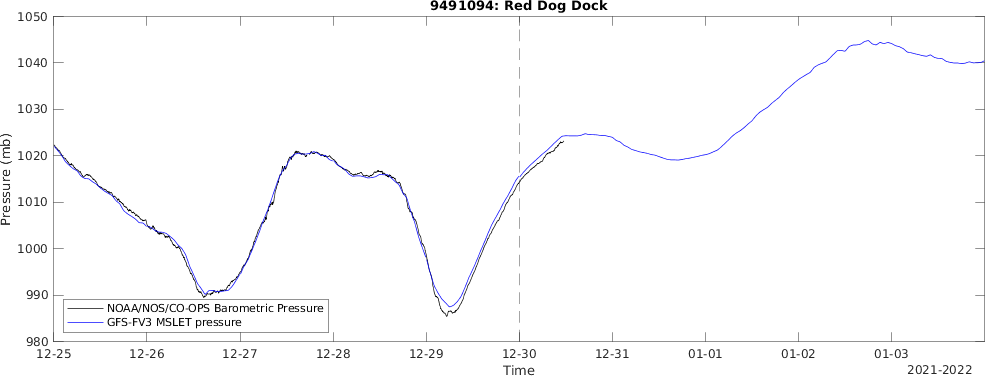 9491094: Red Dog Dock
1050
1040
1030
1020
1010
1000
990
980
Pressure (mb)
NOAA/NOS/CO-OPS Barometric Pressure
GFS-FV3 MSLET pressure
12-25 12-26 12-27 12-28 12-29 12-30 12-31 01-01 01-02 01-03
Time
2021-2022